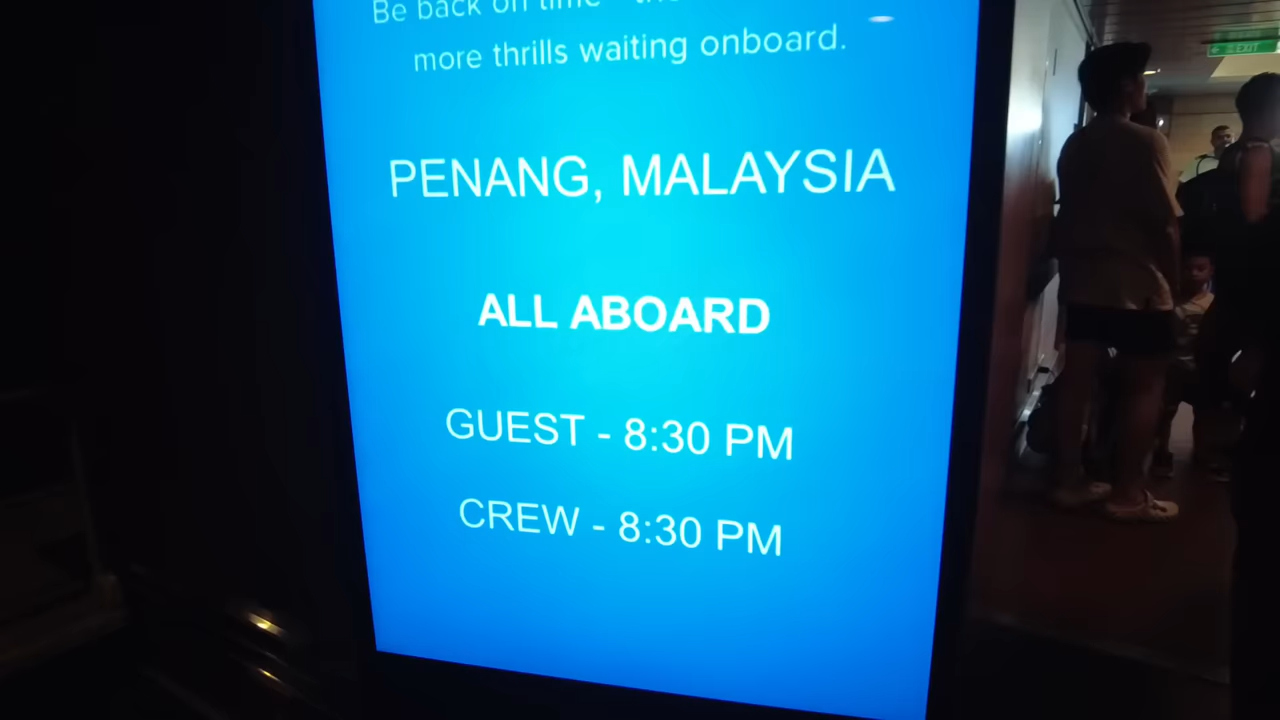 Be back on time
more thrills waiting onboard.
PENANG, MALAYSIA
ALL ABOARD
GUEST - 8:30 PM
CREW - 8:30 PM
EXIT